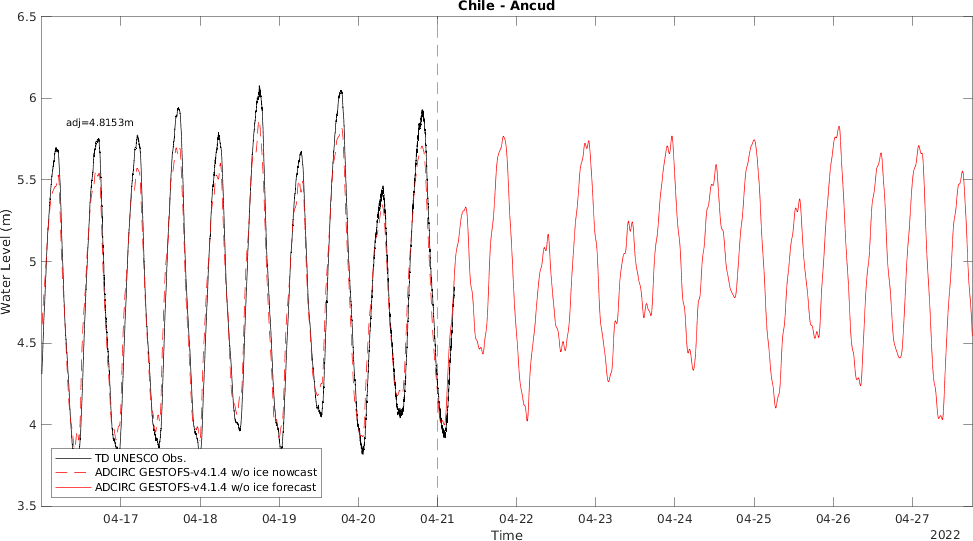 Chile - Ancud
6.5
6
5.5
5
4.5
4
3.5
Water Level (m)
adj=4.8153m
TD UNESCO Obs.
ADCIRC GESTOFS-v4.1.4 w/o ice nowcast
ADCIRC GESTOFS-v4.1.4 w/o ice forecast
04-17 04-18 04-19 04-20 04-21 04-22 04-23 04-24 04-25 04-26 04-27
Time
2022